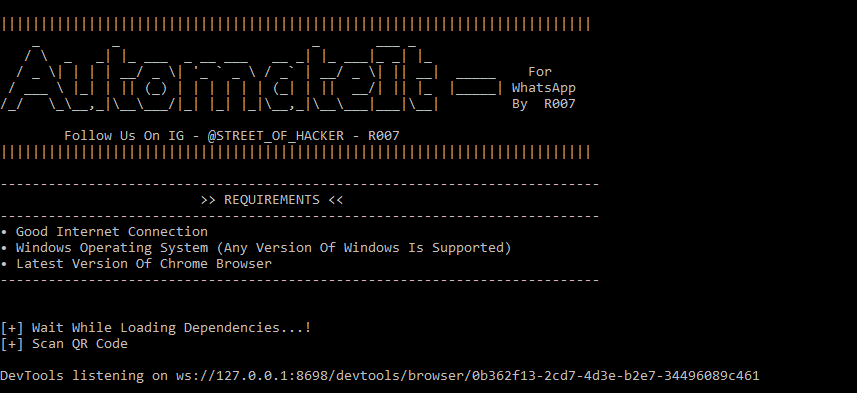 AutomateIt - For
WhatsApp
By R007
Follow Us On IG - @STREET_OF_HACKER - R007
>> REQUIREMENTS <<
• Good Internet Connection
• Windows Operating System (Any Version Of Windows Is Supported)
• Latest Version Of Chrome Browser
[+] Wait While Loading Dependencies...!
[+] Scan QR Code
DevTools listening on ws://127.0.0.1:8698/devtools/browser/0b362f13-2cd7-4d3e-b2e7-34496089c461